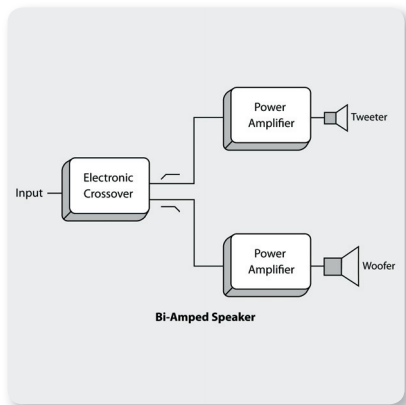 Power
Amplifier
Tweeter
Electronic
Crossover
Input
Power
Amplifier
Woofer
Bi-Amped Speaker